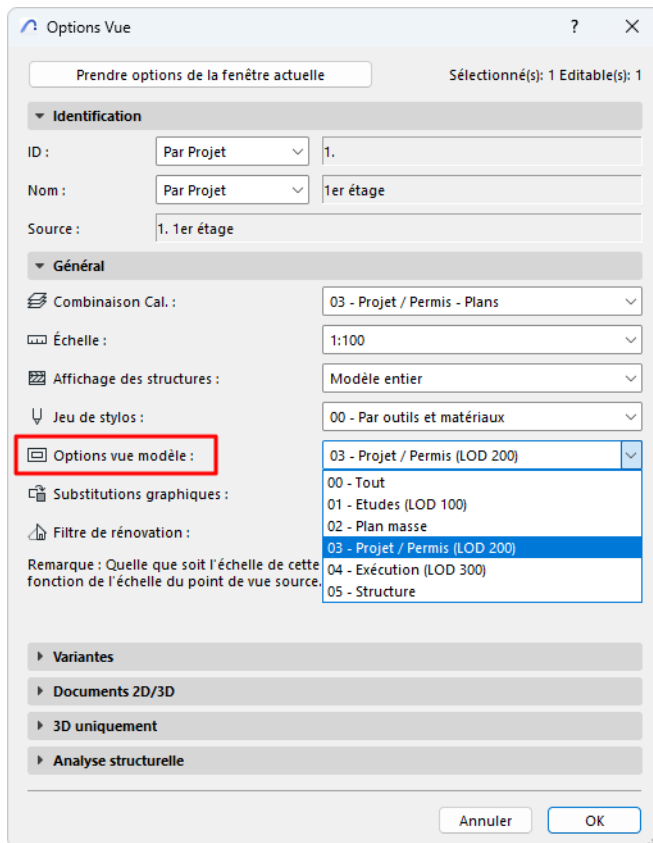 Options Vue
Prendre options de la fenêtre actuelle
Sélectionné(s): 1 Editable(s): 1
Identification
ID :
Par Projet
1.
Nom :
Par Projet
1er étage
Source :
1. 1er étage
Général
Combinaison Cal. :
03 - Projet / Permis - Plans
Échelle :
1:100
Affichage des structures :
Modèle entier
Jeu de stylos :
00 - Par outils et matériaux
Options vue modèle :
03 - Projet / Permis (LOD 200)
00 - Tout
01 - Etudes (LOD 100)
02 - Plan masse
03 - Projet / Permis (LOD 200)
04 - Exécution (LOD 300)
05 - Structure
Substitutions graphiques :
Filtre de rénovation :
Remarque : Quelle que soit l'échelle de cette
fonction de l'échelle du point de vue source.
Variantes
Documents 2D/3D
3D uniquement
Analyse structurelle
Annuler
OK